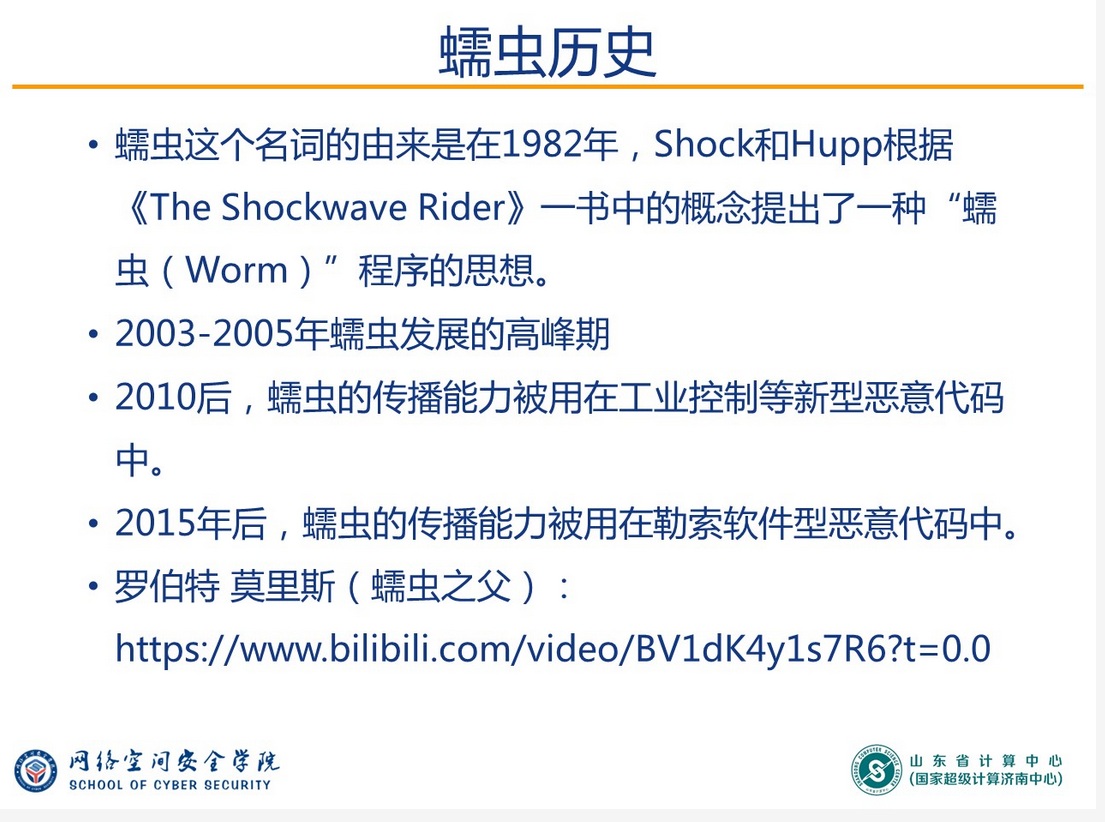 蠕虫历史
• 蠕虫这个名词的由来是在1982年，Shock和Hupp根据
《The Shockwave Rider》一书中的概念提出了一种“蠕
虫（Worm）”程序的思想。
• 2003-2005年蠕虫发展的高峰期
• 2010后，蠕虫的传播能力被用在工业控制等新型恶意代码
中。
• 2015年后，蠕虫的传播能力被用在勒索软件型恶意代码中。
• 罗伯特 莫里斯（蠕虫之父）：
https://www.bilibili.com/video/BV1dK4y1s7R6?t=0.0
网络空间安全学院
SCHOOL OF CYBER SECURITY
山东省计算中心
(国家超级计算济南中心)